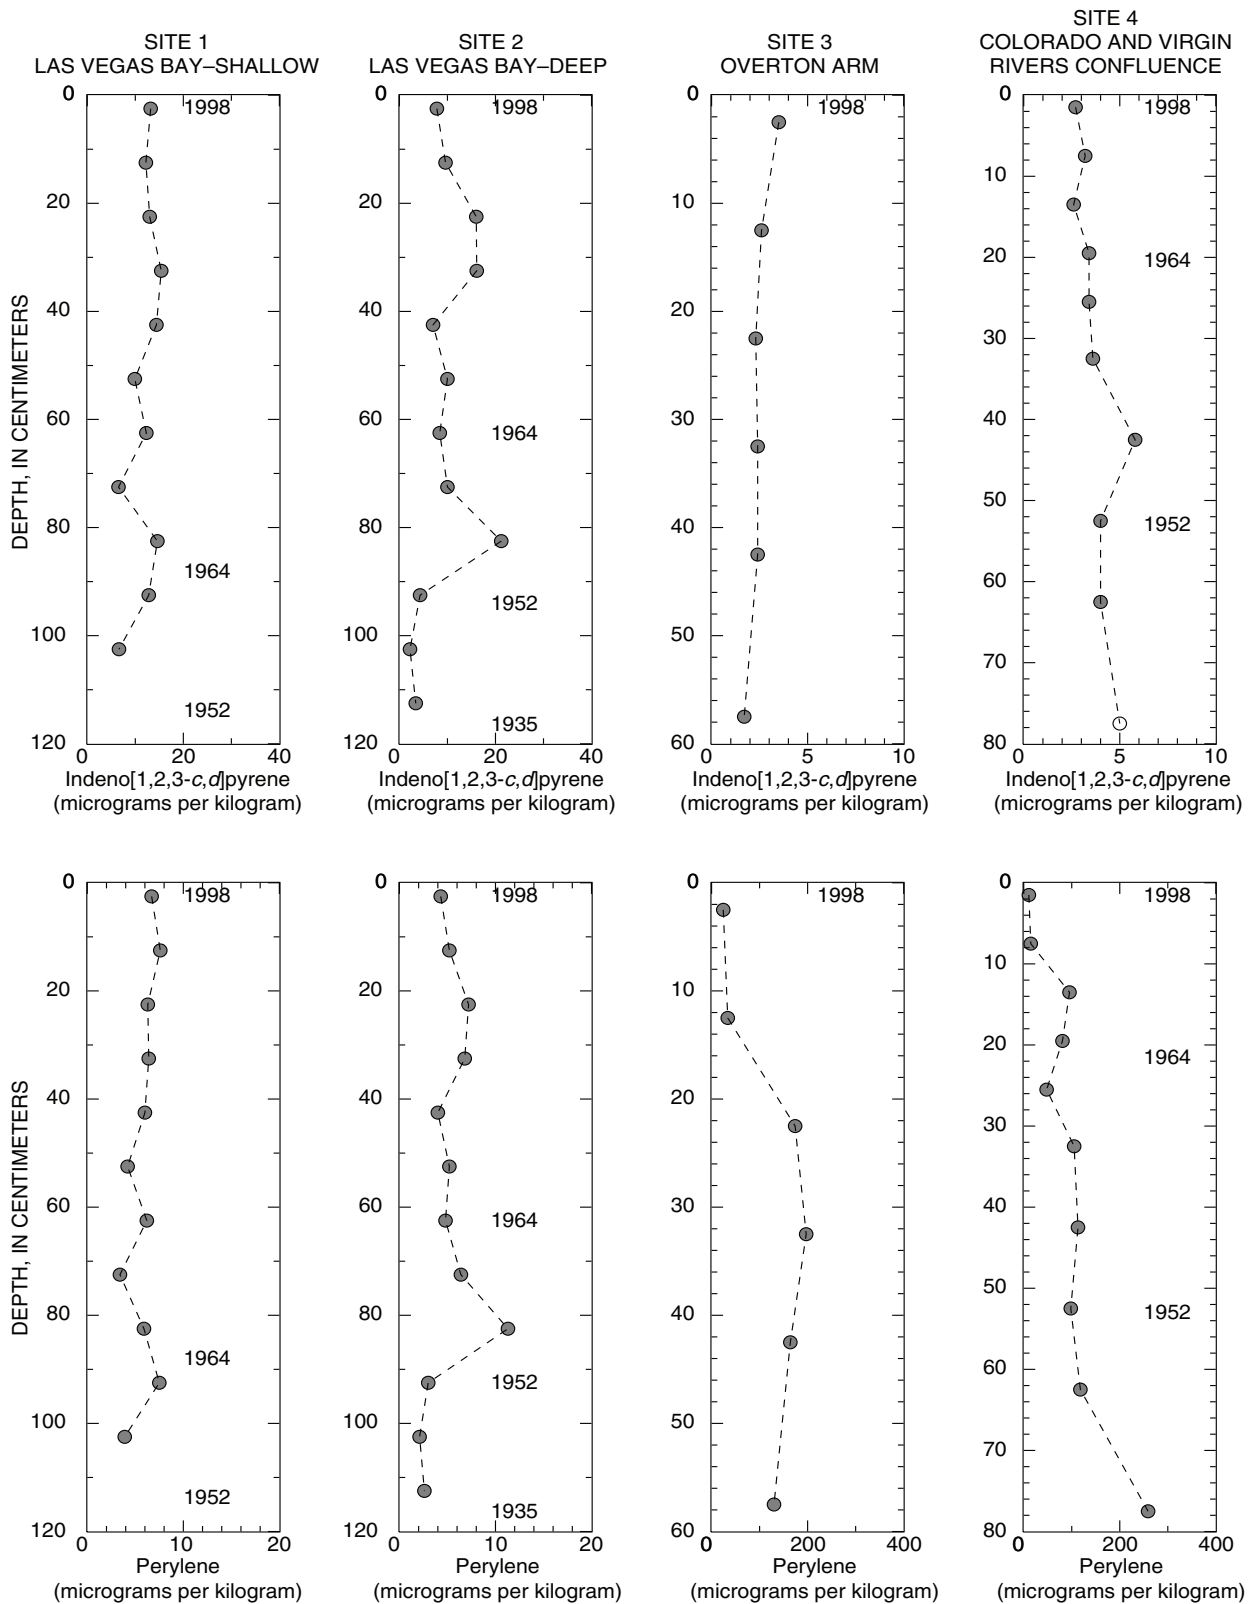 SITE 1
LAS VEGAS BAY–SHALLOW
SITE 2
LAS VEGAS BAY–DEEP
SITE 3
OVERTON ARM
SITE 4
COLORADO AND VIRGIN
RIVERS CONFLUENCE
DEPTH, IN CENTIMETERS
0
20
40
60
80
100
120
1998
1964
1952
0 20 40
Indeno[1,2,3-c,d]pyrene
(micrograms per kilogram)
0
20
40
60
80
100
120
1998
1964
1952
1935
0 20 40
Indeno[1,2,3-c,d]pyrene
(micrograms per kilogram)
0
10
20
30
40
50
60
1998
0 5 10
Indeno[1,2,3-c,d]pyrene
(micrograms per kilogram)
0
10
20
30
40
50
60
70
80
1998
1964
1952
0 5 10
Indeno[1,2,3-c,d]pyrene
(micrograms per kilogram)
DEPTH, IN CENTIMETERS
0
20
40
60
80
100
120
1998
1964
1952
0 10 20
Perylene
(micrograms per kilogram)
0
20
40
60
80
100
120
1998
1964
1952
1935
0 10 20
Perylene
(micrograms per kilogram)
0
10
20
30
40
50
60
1998
0 200 400
Perylene
(micrograms per kilogram)
0
10
20
30
40
50
60
70
80
1998
1964
1952
0 200 400
Perylene
(micrograms per kilogram)